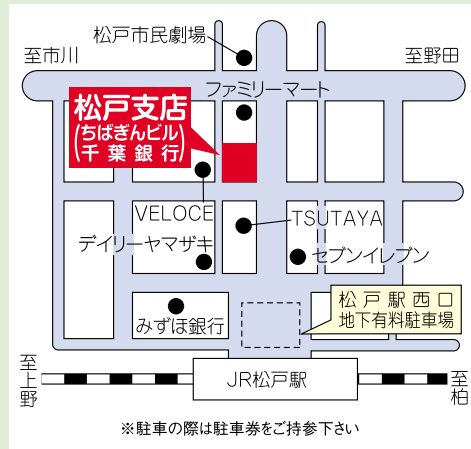 松戸市民劇場
至市川
至野田
ファミリーマート
松戸支店
(ちばぎんビル)
(千葉銀行)
VELOCE
TSUTAYA
デイリーヤマザキ
セブンイレブン
松戸駅西口
地下有料駐車場
みずほ銀行
至上野
JR松戸駅
至柏
※駐車の際は駐車券をご持参下さい